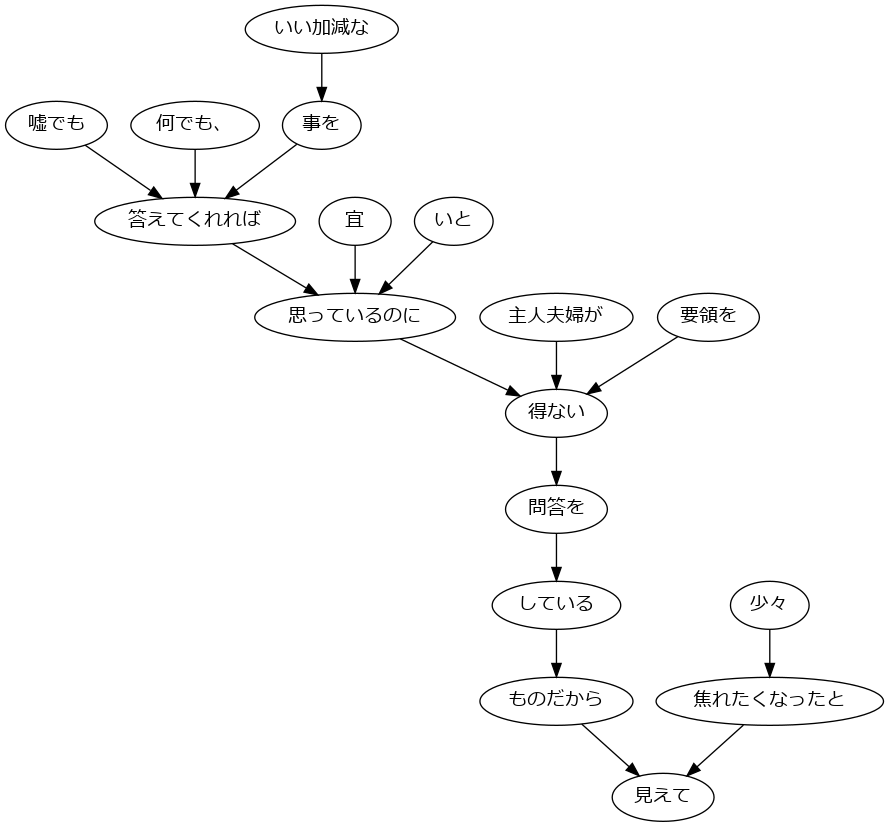 いい加減な
嘘でも
何でも、
事を
答えてくれれば
宜
いと
思っているのに
主人夫婦が
要領を
得ない
問答を
している
少々
ものだから
焦れたくなったと
見えて